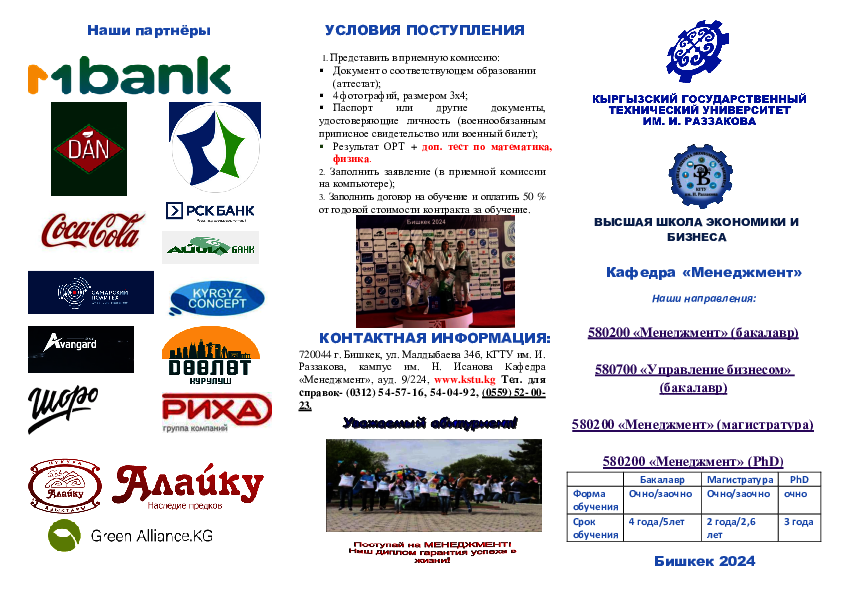 Наши партнёры
Mbank
DAN
РСК БАНК
Coca-Cola
АЙЫЛ БАНК
САМАРСКИЙ
ПОЛИТЕХ
KYRGYZ
CONCEPT
Avangard
ДӨӨЛӨТ
КУРУЛУШ
Шоро
РИХА
группа компаний
Алайку
Алайку
Наследие предков
Green Alliance.KG
УСЛОВИЯ ПОСТУПЛЕНИЯ
1. Представить в приемную комиссию:
▪ Документ о соответствующем образовании
(аттестат);
▪ 4 фотографий, размером 3х4;
▪ Паспорт или другие документы,
удостоверяющие личность (военнообязанным
приписное свидетельство или военный билет);
▪ Результат ОРТ + доп. тест по математика,
физика.
2. Заполнить заявление (в приемной комиссии
на компьютере);
3. Заполнить договор на обучение и оплатить 50 %
от годовой стоимости контракта за обучение.
Бишкек 2024
КОНТАКТНАЯ ИНФОРМАЦИЯ:
720044 г. Бишкек, ул. Малдыбаева 34б, КГТУ им. И.
Раззакова, кампус им. Н. Исанова Кафедра
«Менеджмент», ауд. 9/224, www.kstu.kg Тел. для
справок- (0312) 54-57-16, 54-04-92, (0559) 52-00-
23.
Уважаемый абитуриент!
Поступай на МЕНЕДЖМЕНТ!
Наш диплом гарантия успеха в
жизни!
КЫРГЫЗСКИЙ ГОСУДАРСТВЕННЫЙ
ТЕХНИЧЕСКИЙ УНИВЕРСИТЕТ
ИМ. И. РАЗЗАКОВА
ВЫСШАЯ ШКОЛА ЭКОНОМИКИ И
БИЗНЕСА
Кафедра «Менеджмент»
Наши направления:
580200 «Менеджмент» (бакалавр)
580700 «Управление бизнесом»
(бакалавр)
580200 «Менеджмент» (магистратура)
580200 «Менеджмент» (PhD)
Бакалавр Магистратура PhD
Форма обучения Очно/заочно Очно/заочно очно
Срок обучения 4 года/5лет 2 года/2,6 лет 3 года
Бишкек 2024